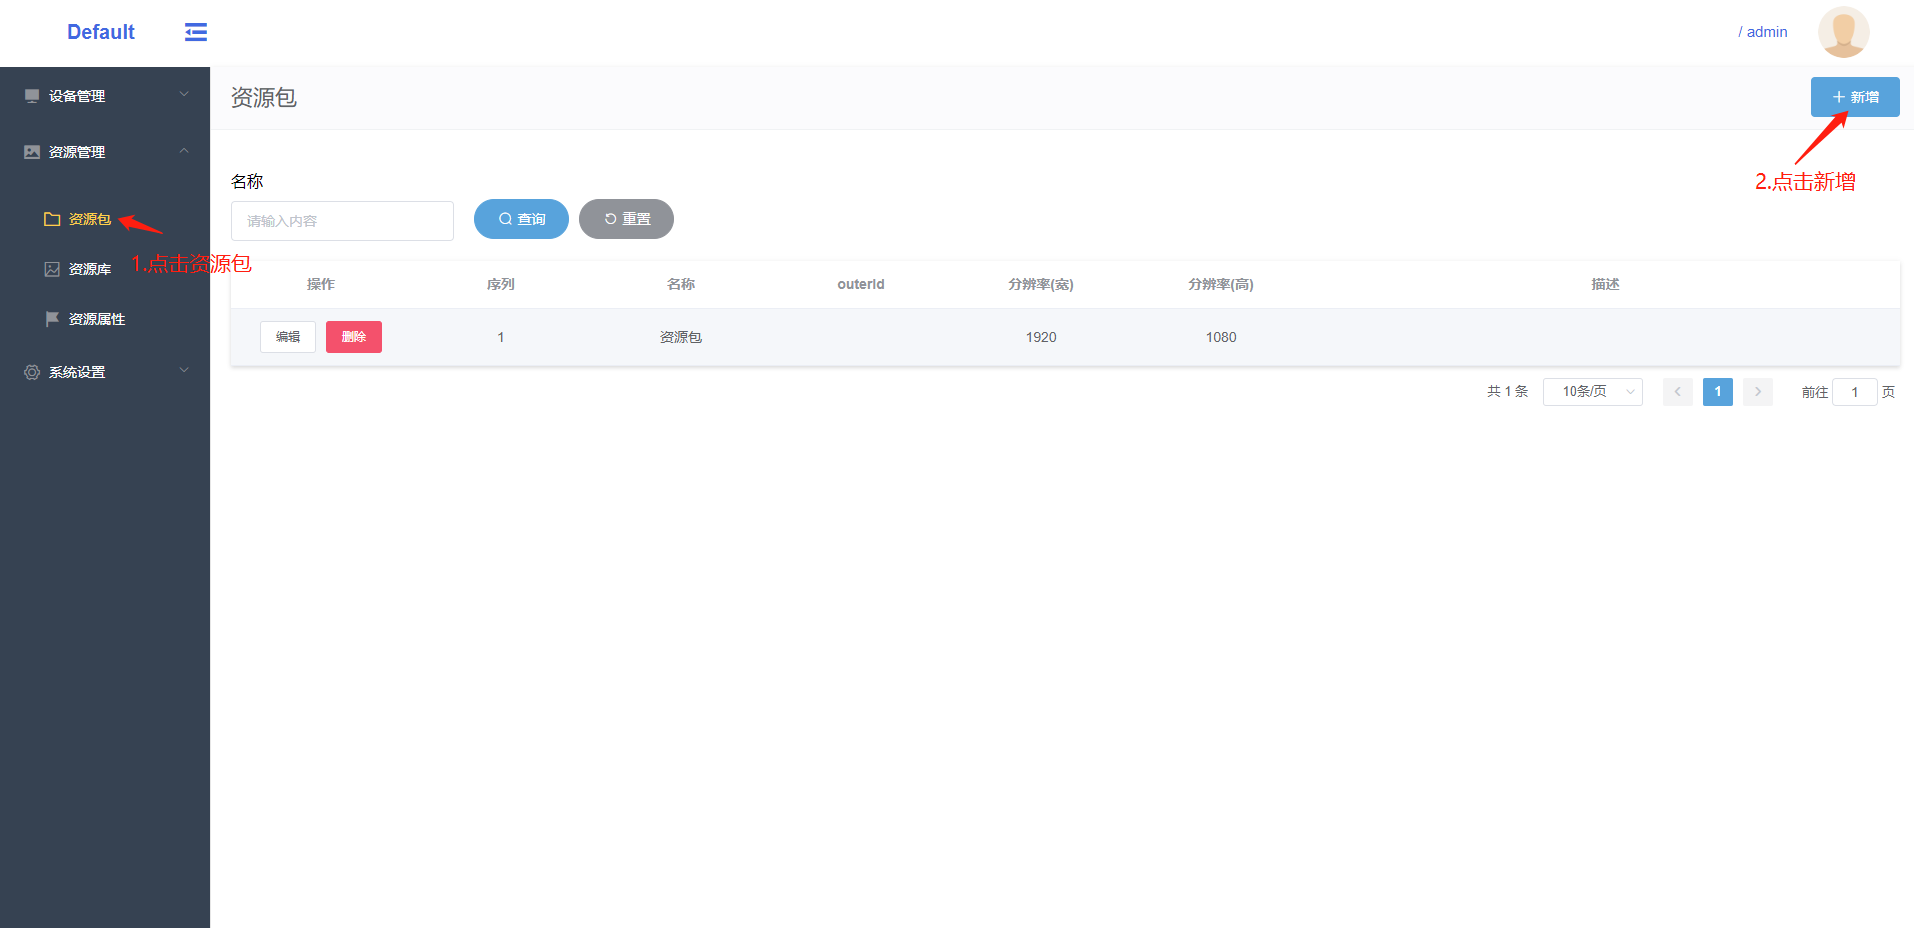 Default
/ admin
设备管理
资源管理
资源包
资源库
资源属性
系统设置
资源包
新增
2.点击新增
1.点击资源包
名称
请输入内容
查询
重置
操作 序列 名称 outerId 分辨率(宽) 分辨率(高) 描述
编辑 删除 1 资源包 1920 1080
共 1 条 10条/页 1 前往 1 页